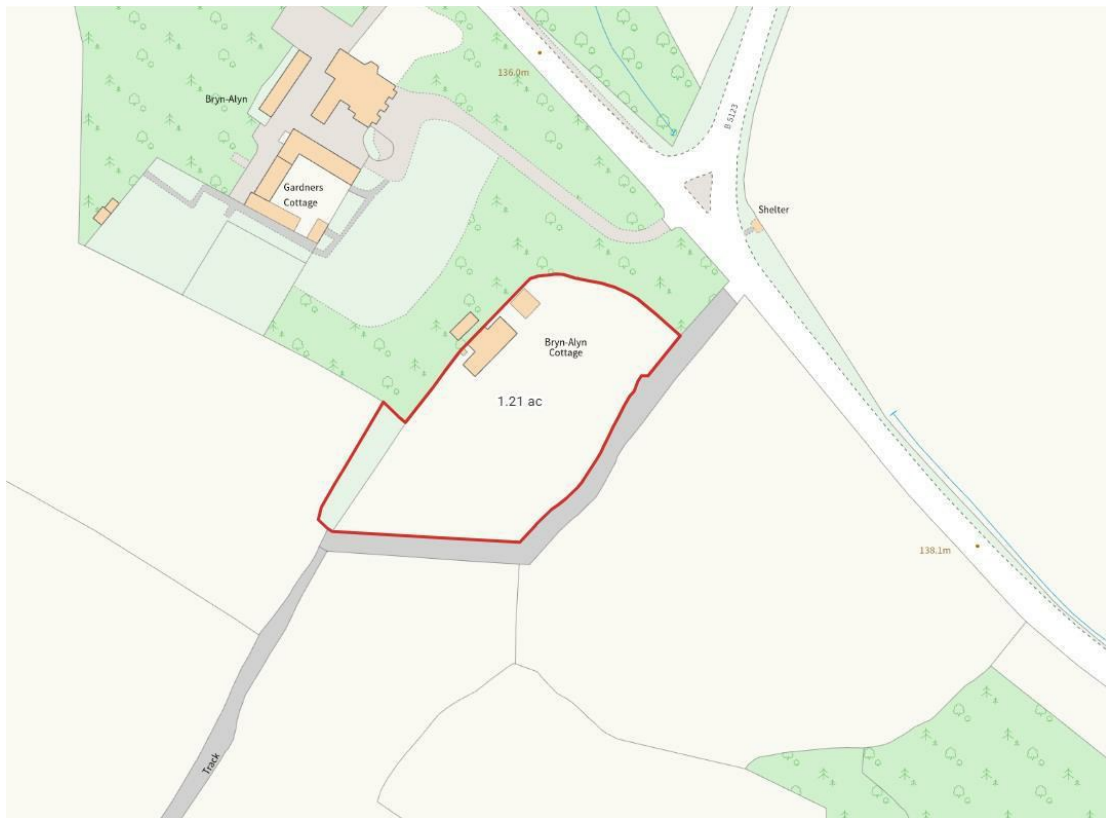 136.0m
Bryn-Alyn
B 5123
Gardners
Cottage
Shelter
Bryn-Alyn
Cottage
1.21 ac
138.1m
Track